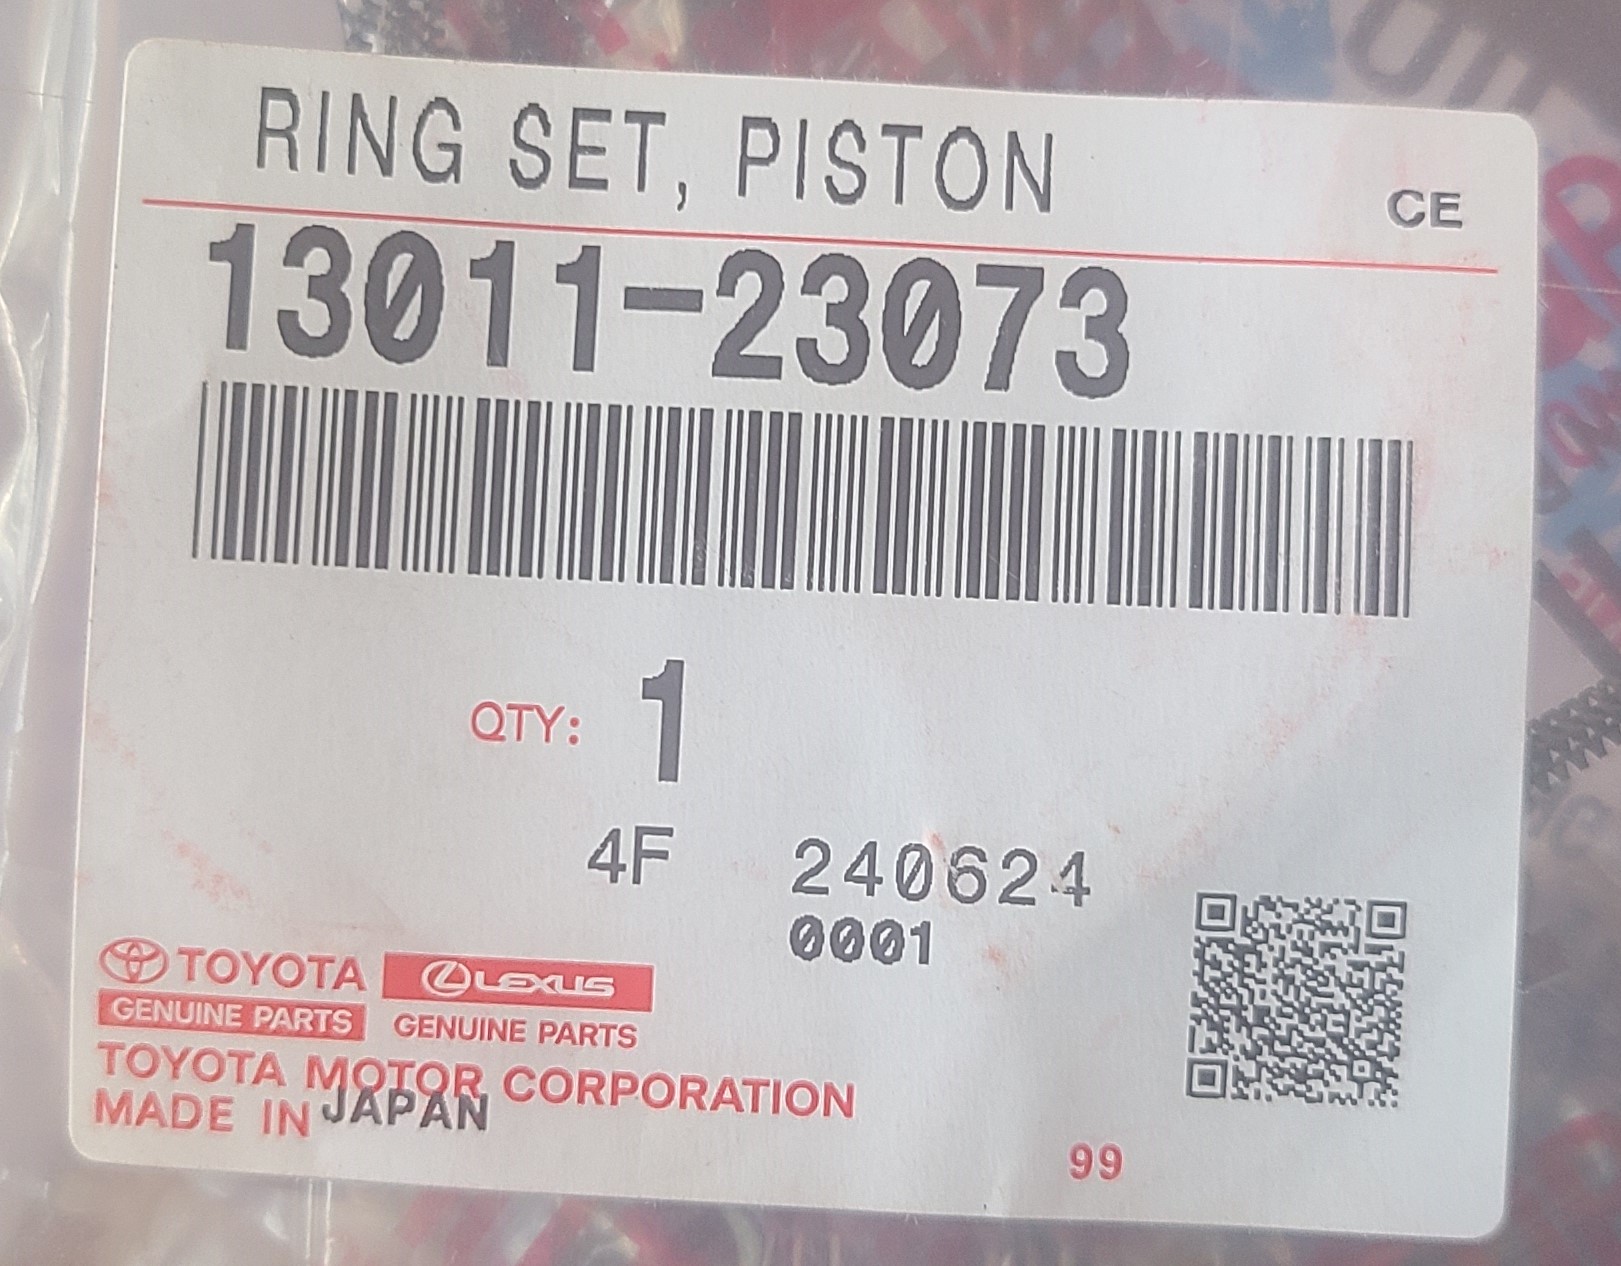 RING SET, PISTON
CE
13011-23073
QTY: 1
4F 240624
0001
TOYOTA LEXUS
GENUINE PARTS GENUINE PARTS
TOYOTA MOTOR CORPORATION
MADE IN JAPAN
99